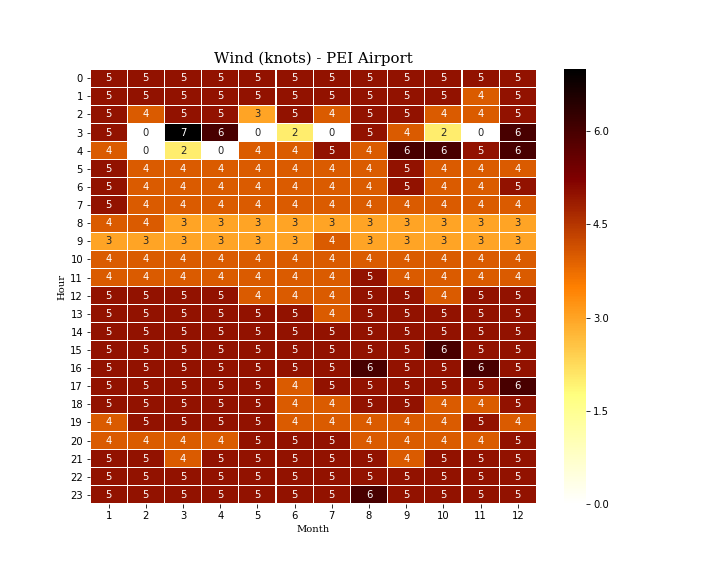 Wind (knots) - PEI Airport
0 5 5 5 5 5 5 5 5 5 5 5 5
1 5 5 5 5 5 5 5 5 5 5 4 5
2 5 4 5 5 3 5 4 5 5 4 4 5
3 5 0 7 6 0 2 0 5 4 2 0 6
4 4 0 2 0 4 4 5 4 6 6 5 6
5 5 4 4 4 4 4 4 4 5 4 4 4
6 5 4 4 4 4 4 4 4 5 4 4 5
7 5 4 4 4 4 4 4 4 4 4 4 4
8 4 4 3 3 3 3 3 3 3 3 3 3
9 3 3 3 3 3 3 4 3 3 3 3 3
10 4 4 4 4 4 4 4 4 4 4 4 4
11 4 4 4 4 4 4 4 5 4 4 4 4
12 5 5 5 5 4 4 4 5 5 4 5 5
13 5 5 5 5 5 5 4 5 5 5 5 5
14 5 5 5 5 5 5 5 5 5 5 5 5
15 5 5 5 5 5 5 5 5 5 6 5 5
16 5 5 5 5 5 5 5 6 5 5 6 5
17 5 5 5 5 5 4 5 5 5 5 5 6
18 5 5 5 5 5 4 4 5 5 4 4 5
19 4 5 5 5 5 4 4 4 4 4 5 4
20 4 4 4 4 5 5 5 4 4 4 4 5
21 5 5 4 5 5 5 5 5 4 5 5 5
22 5 5 5 5 5 5 5 5 5 5 5 5
23 5 5 5 5 5 5 5 6 5 5 5 5
1 2 3 4 5 6 7 8 9 10 11 12
Month
Hour
6.0
4.5
3.0
1.5
0.0